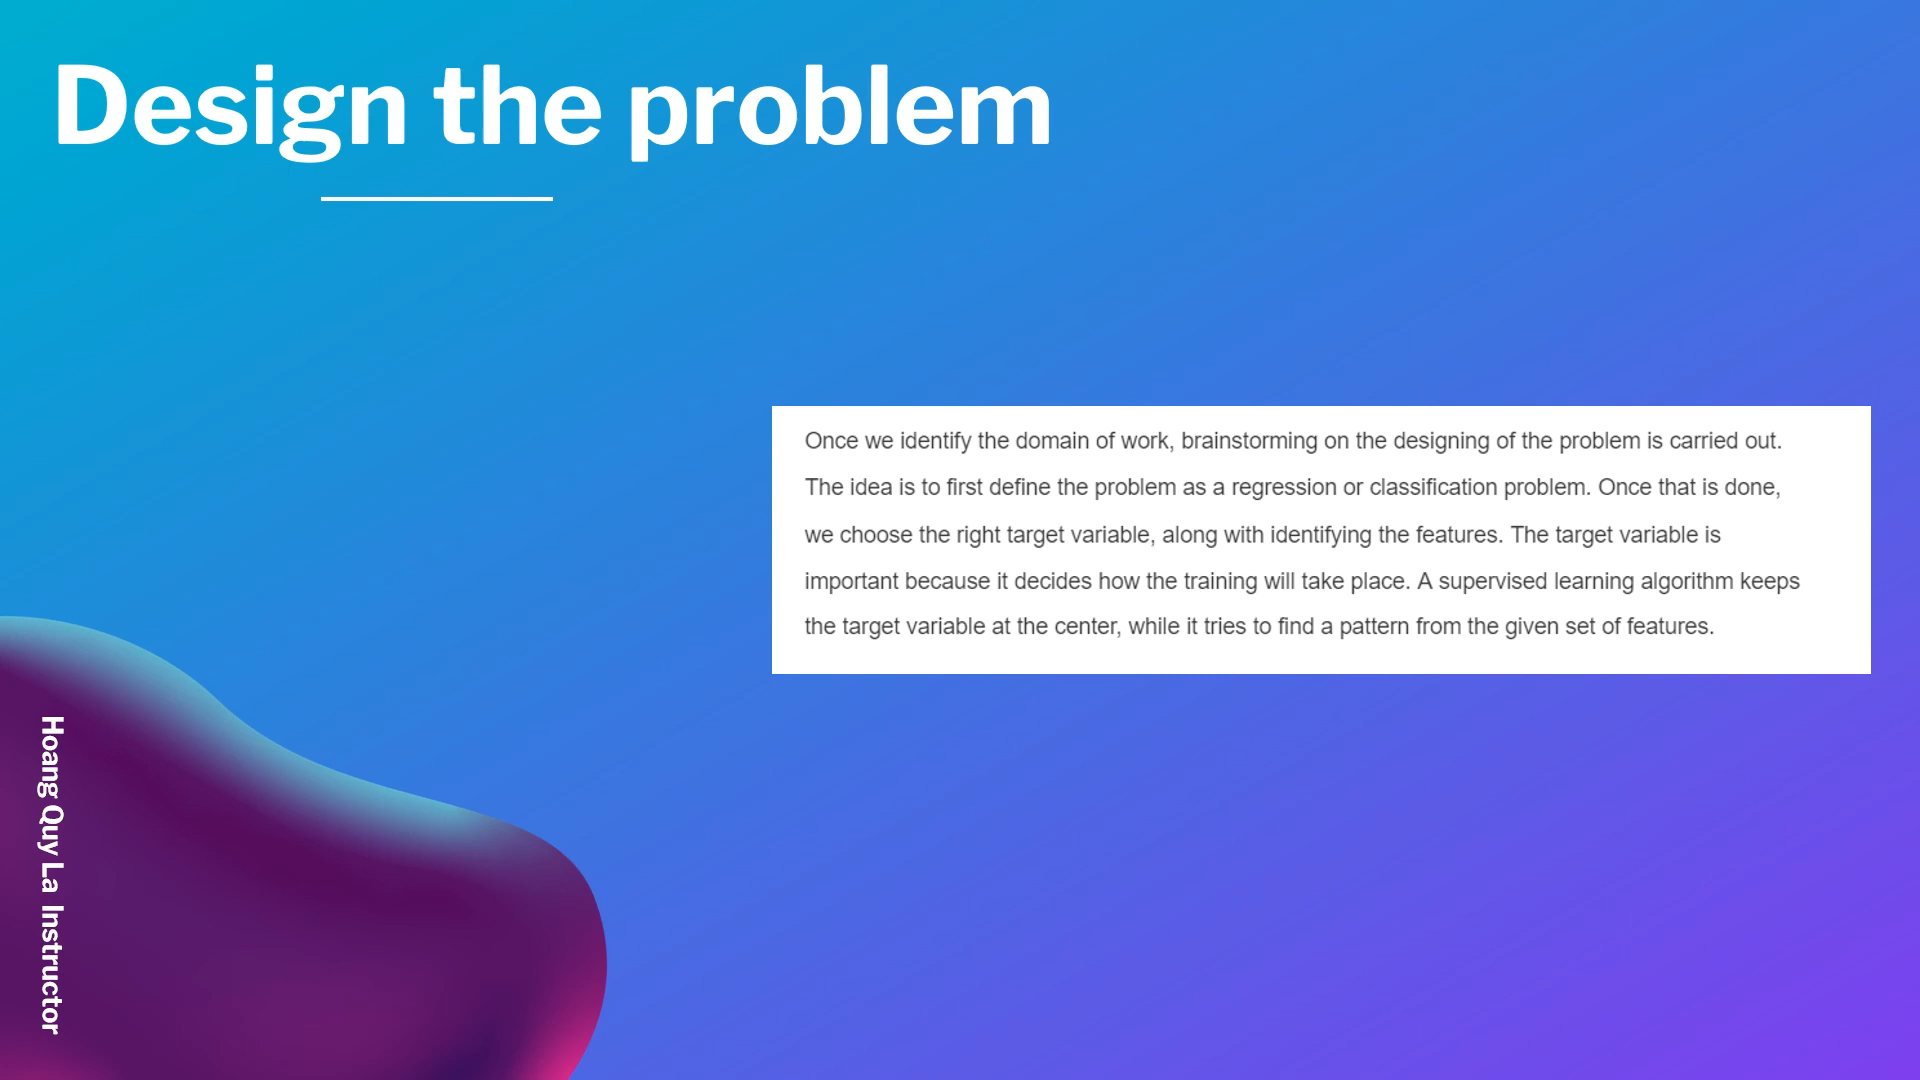 Design the problem
Once we identify the domain of work, brainstorming on the designing of the problem is carried out.
The idea is to first define the problem as a regression or classification problem. Once that is done,
we choose the right target variable, along with identifying the features. The target variable is
important because it decides how the training will take place. A supervised learning algorithm keeps
the target variable at the center, while it tries to find a pattern from the given set of features.
Hoang Quy La Instructor